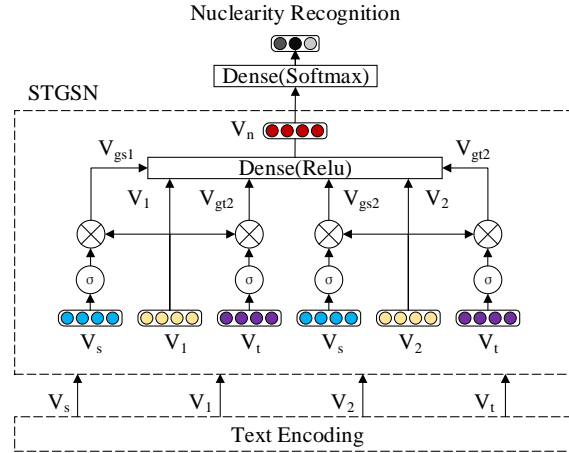 Nuclearity Recognition
Dense(Softmax)
STGSN
Vn
Vgs1
Vgt2
Dense(Relu)
V1
Vgt2
Vgs2
V2
σ
σ
σ
σ
Vs
V1
Vt
Vs
V2
Vt
Vs
V1
V2
Vt
Text Encoding